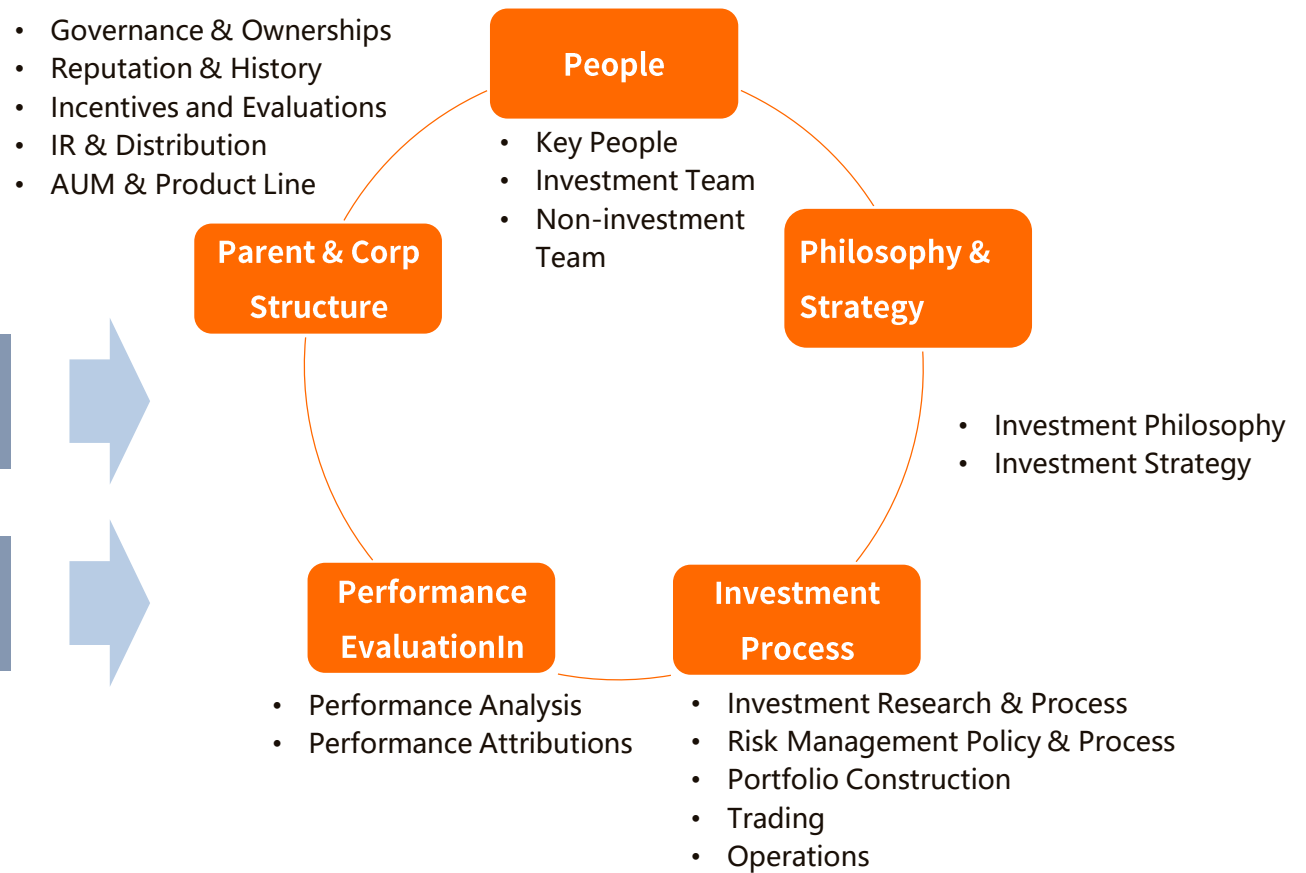 • Governance & Ownerships
• Reputation & History
• Incentives and Evaluations
• IR & Distribution
• AUM & Product Line
People
• Key People
• Investment Team
• Non-investment
Team
Parent & Corp
Structure
Philosophy &
Strategy
• Investment Philosophy
• Investment Strategy
Performance
EvaluationIn
• Performance Analysis
• Performance Attributions
Investment
Process
• Investment Research & Process
• Risk Management Policy & Process
• Portfolio Construction
• Trading
• Operations